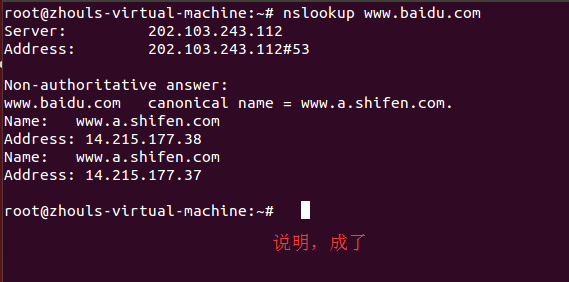 root@zhouls-virtual-machine:~# nslookup www.baidu.com
Server:         202.103.243.112
Address:        202.103.243.112#53
Non-authoritative answer:
www.baidu.com   canonical name = www.a.shifen.com.
Name:   www.a.shifen.com
Address: 14.215.177.38
Name:   www.a.shifen.com
Address: 14.215.177.37
root@zhouls-virtual-machine:~#
说明，成了